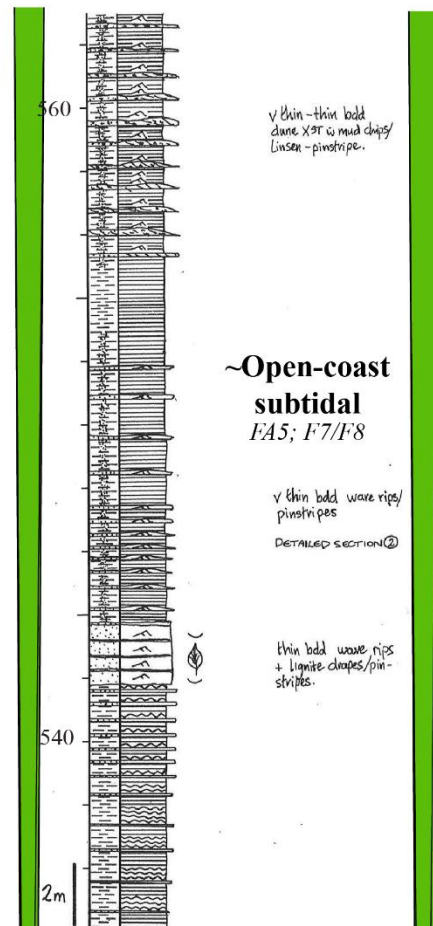 560
v thin-thin bdd
dune XST w mud chips/
Linsen-pinstripe.
~Open-coast
subtidal
FA5; F7/F8
v thin bdd wave rips/
pinstripes
DETAILED SECTION ②
thin bdd wave rips
+ lignite drapes/pin-
stripes.
540
2m